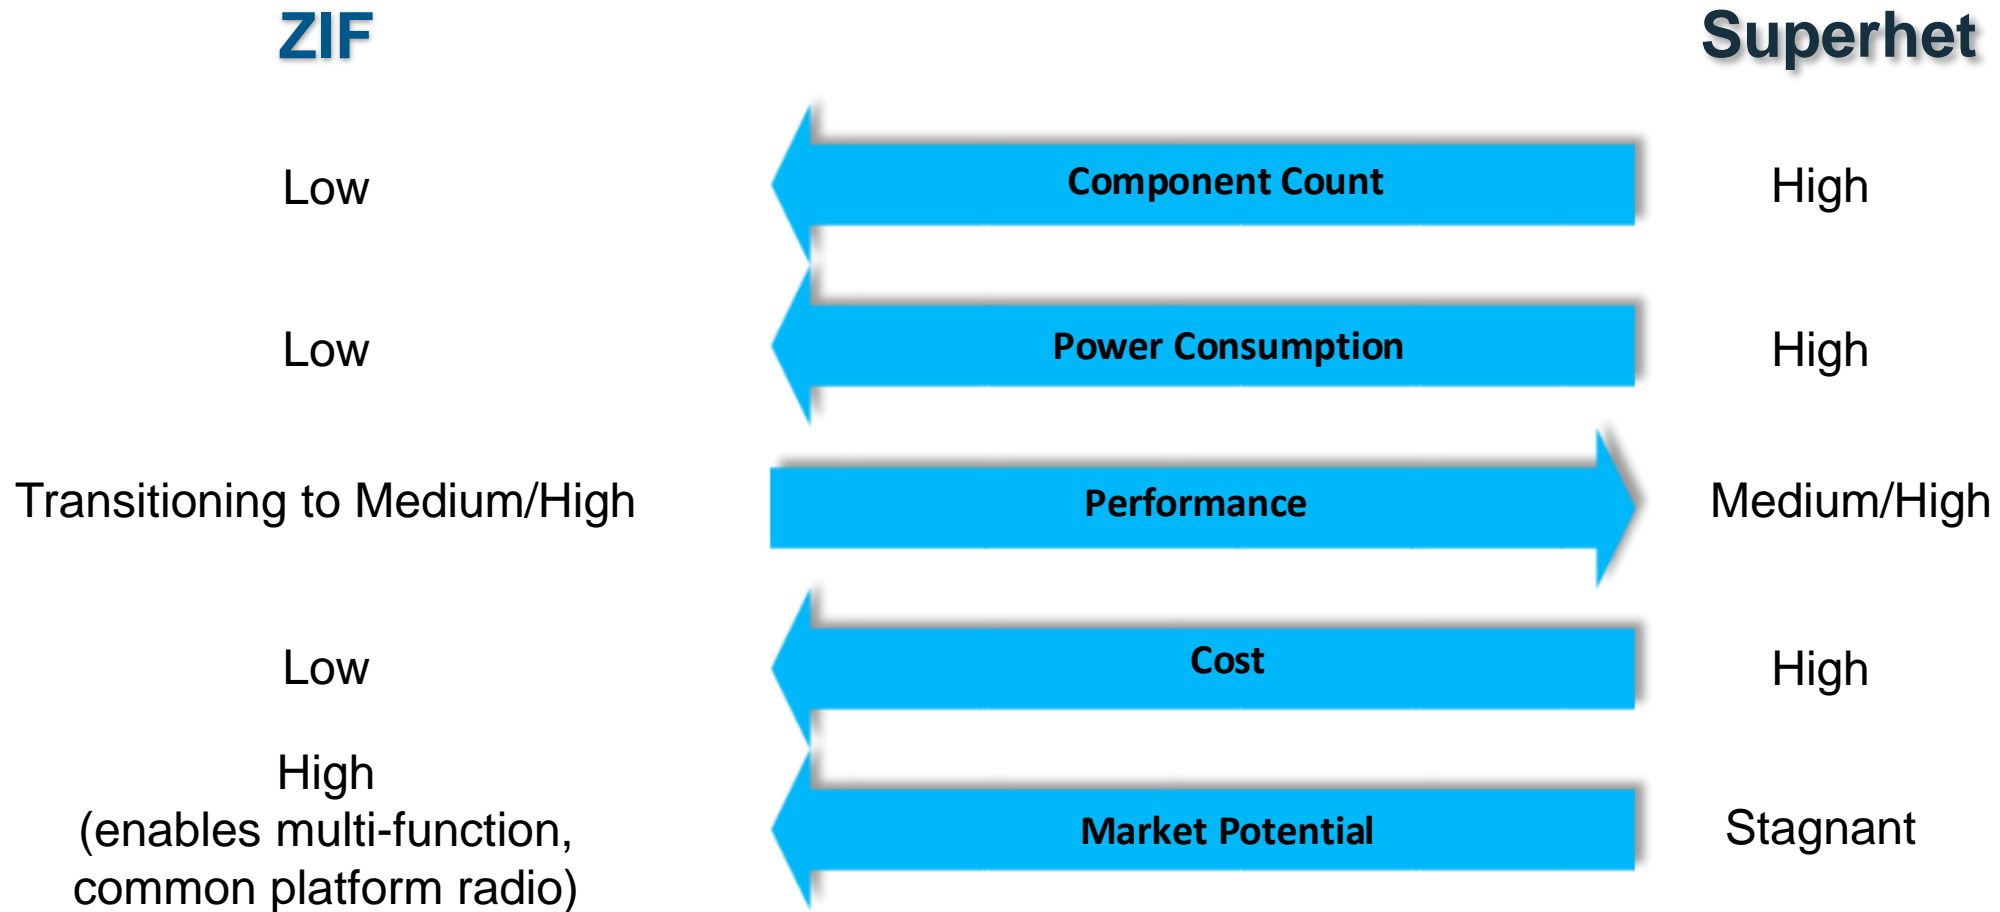 ZIF
Superhet
Low
Component Count
High
Low
Power Consumption
High
Transitioning to Medium/High
Performance
Medium/High
Low
Cost
High
High
(enables multi-function,
common platform radio)
Market Potential
Stagnant